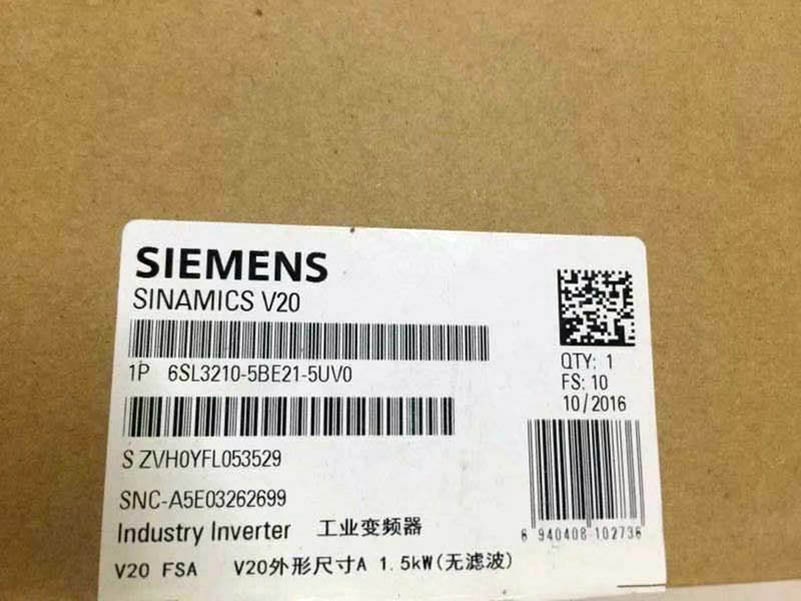 SIEMENS
SINAMICS V20
1P 6SL3210-5BE21-5UV0
QTY: 1
FS: 10
10/2016
S ZVH0YFL053529
SNC-A5E03262699
Industry Inverter 工业变频器
6 940408 102736
V20 FSA V20外形尺寸A 1.5kW(无滤波)